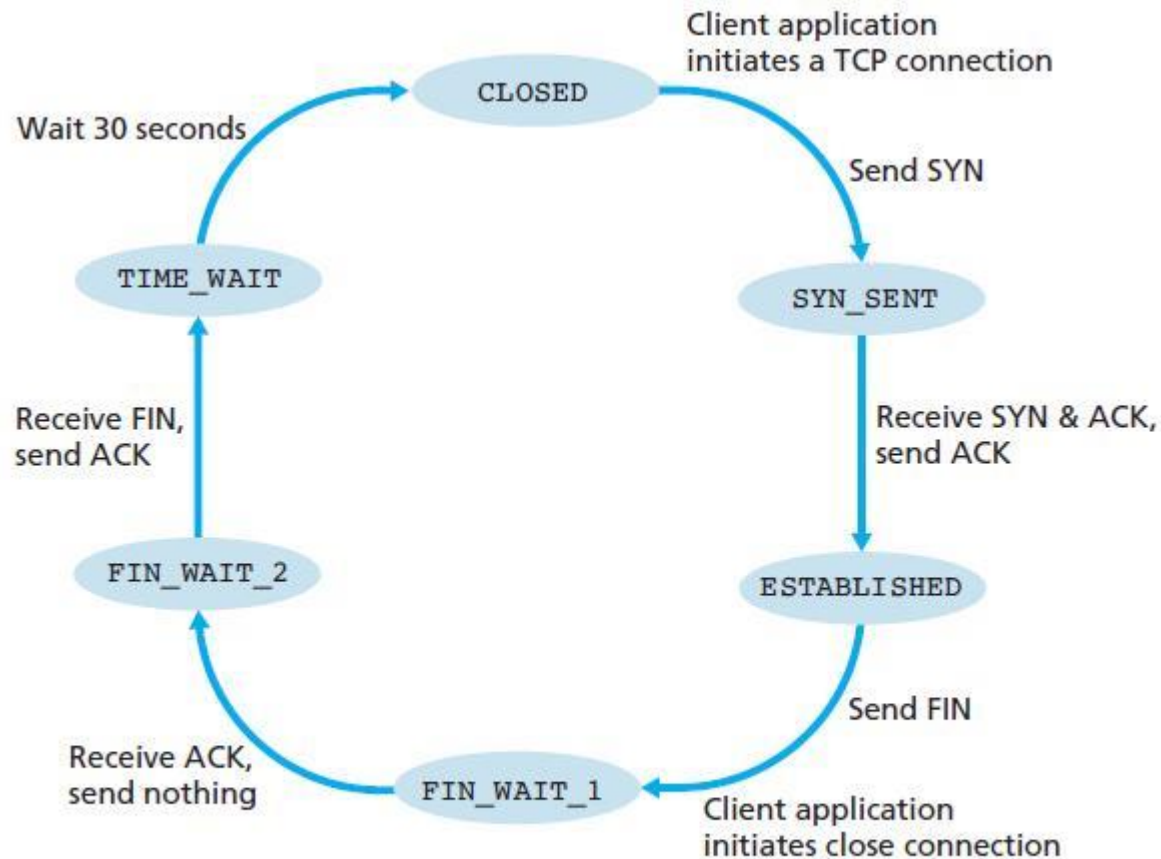 Client application
initiates a TCP connection
CLOSED
Wait 30 seconds
Send SYN
TIME_WAIT
SYN_SENT
Receive FIN,
send ACK
Receive SYN & ACK,
send ACK
FIN_WAIT_2
ESTABLISHED
Send FIN
Receive ACK,
send nothing
FIN_WAIT_1
Client application
initiates close connection